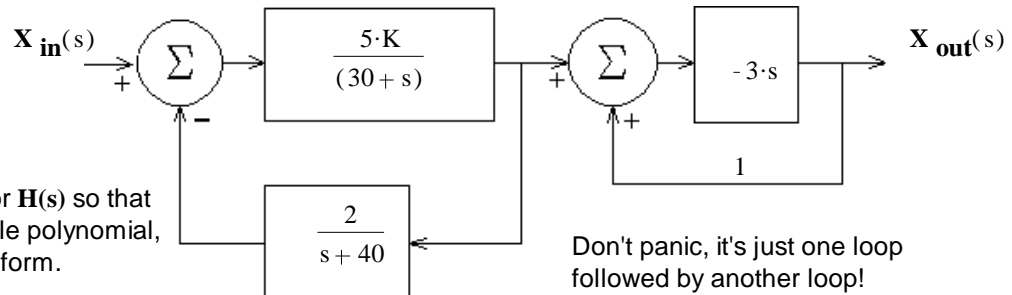 X in(s)
+
Σ
−
5·K
(30 + s)
+
Σ
+
- 3·s
1
X out(s)
or H(s) so that
le polynomial,
form.
2
s + 40
Don't panic, it's just one loop
followed by another loop!